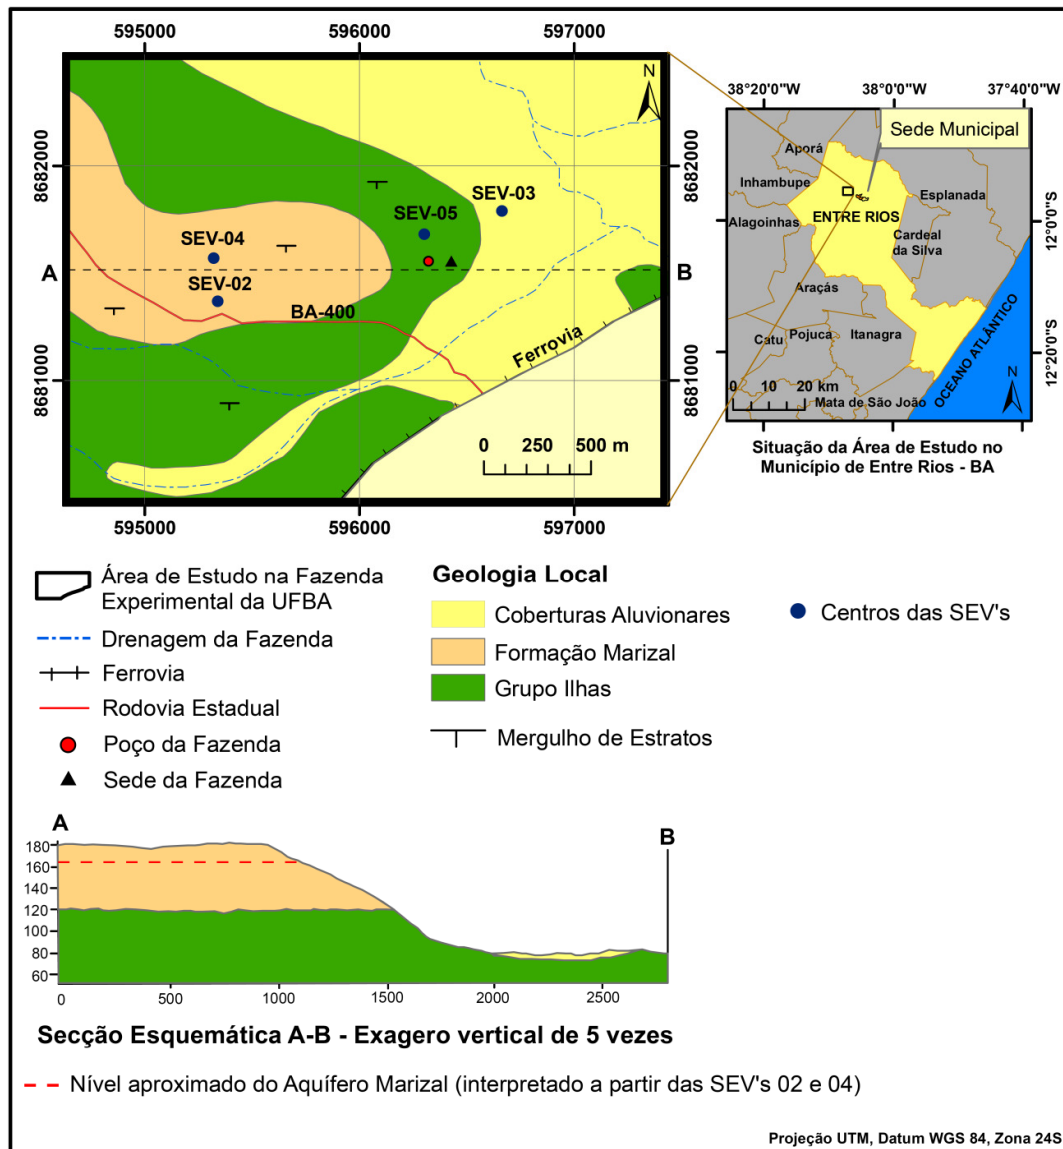 595000 596000 597000
N
8682000
8681000
SEV-03
SEV-05
SEV-04
A
B
SEV-02
BA-400
Ferrovia
0 250 500 m
595000 596000 597000
38°20'0"W 38°0'0"W 37°40'0"W
Sede Municipal
Aporá
Inhambupe
Esplanada
ENTRE RIOS
Alagoinhas
Cardeal
da Silva
12°0'0"S
Araçás
Itanagra
Catu
Pojuca
12°20'0"S
OCEANO ATLÂNTICO
0 10 20 km
Mata de São João
N
Situação da Área de Estudo no
Município de Entre Rios - BA
Área de Estudo na Fazenda
Experimental da UFBA
Drenagem da Fazenda
Ferrovia
Rodovia Estadual
Poço da Fazenda
Sede da Fazenda
Geologia Local
Coberturas Aluvionares
Formação Marizal
Grupo Ilhas
Mergulho de Estratos
Centros das SEV's
A
B
180
160
140
120
100
80
60
0 500 1000 1500 2000 2500
Secção Esquemática A-B - Exagero vertical de 5 vezes
Nível aproximado do Aquífero Marizal (interpretado a partir das SEV's 02 e 04)
Projeção UTM, Datum WGS 84, Zona 24S